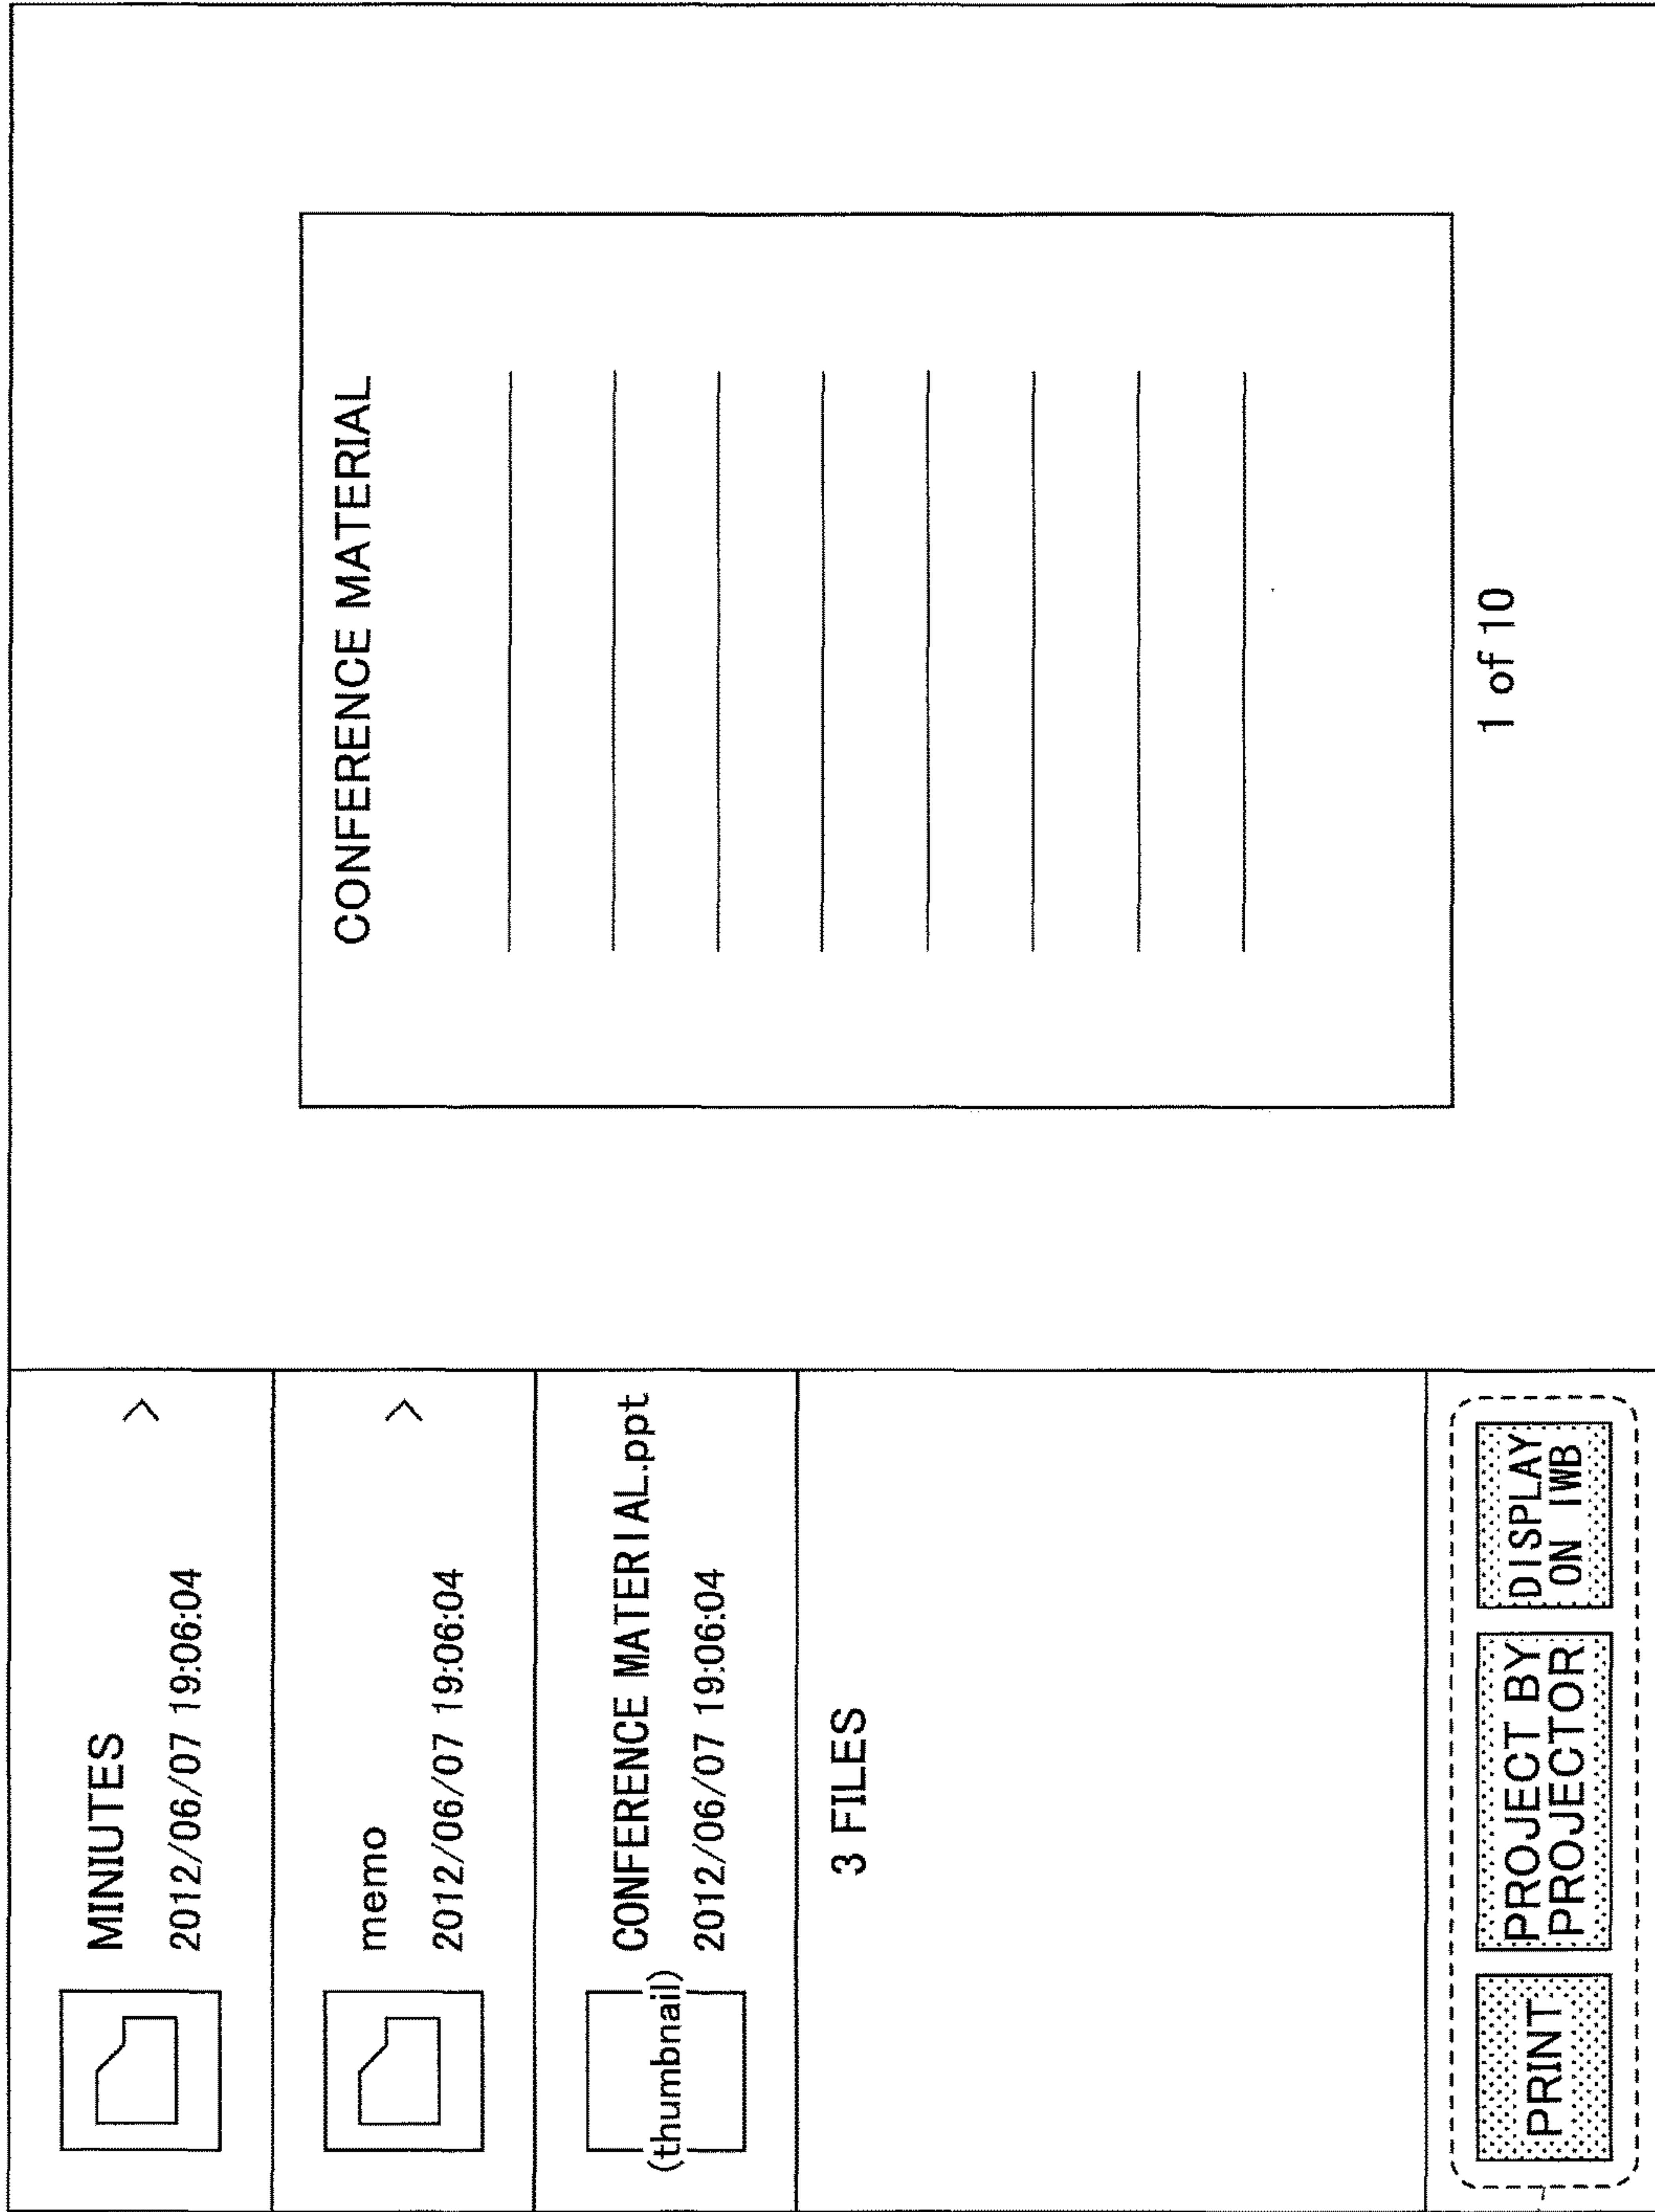 MINIUTES
>
2012/06/07 19:06:04
memo
>
2012/06/07 19:06:04
(thumbnail)
CONFERENCE MATERIAL.ppt
2012/06/07 19:06:04
3 FILES
PRINT
PROJECT BY
PROJECTOR
DISPLAY
ON IWB
CONFERENCE MATERIAL
1 of 10